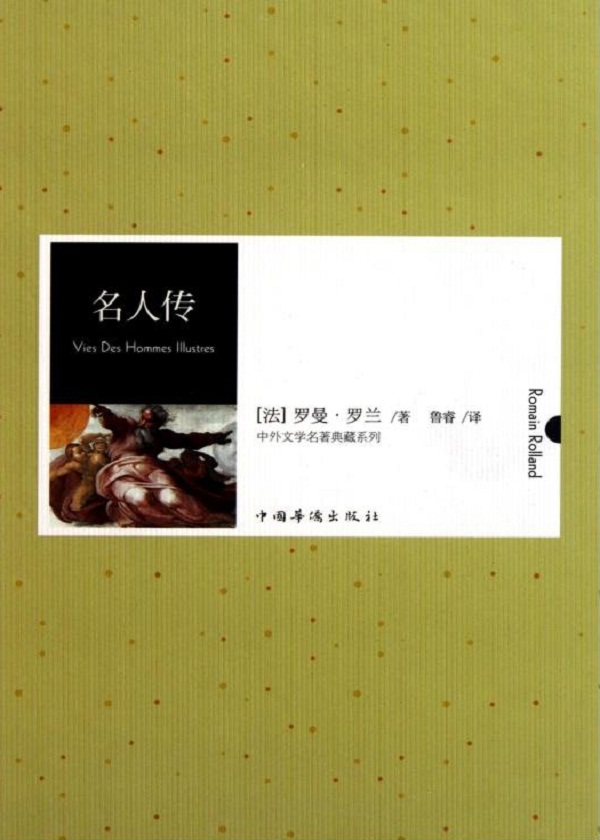 名人传
Vies Des Hommes Illustres
[法] 罗曼·罗兰 /著 鲁睿 /译
中外文学名著典藏系列
Romain Rolland
中国华侨出版社